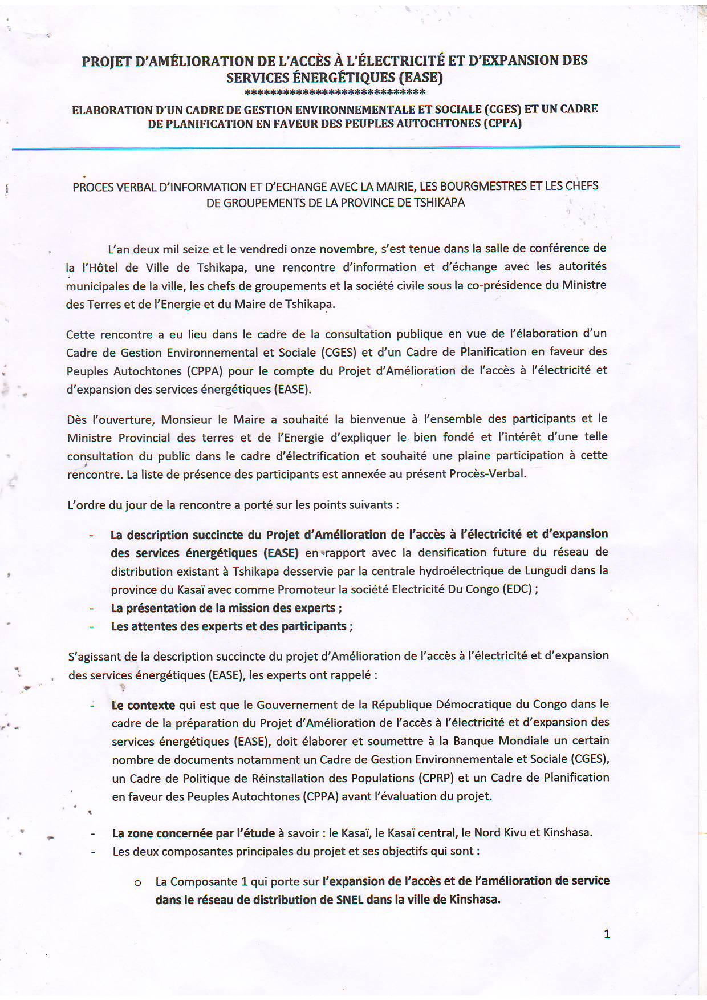 PROJET D'AMÉLIORATION DE L'ACCÈS À L'ÉLECTRICITÉ ET D'EXPANSION DES
SERVICES ÉNERGÉTIQUES (EASE)
****************************
ELABORATION D'UN CADRE DE GESTION ENVIRONNEMENTALE ET SOCIALE (CGES) ET UN CADRE
DE PLANIFICATION EN FAVEUR DES PEUPLES AUTOCHTONES (CPPA)
PROCES VERBAL D'INFORMATION ET D'ECHANGE AVEC LA MAIRIE, LES BOURGMESTRES ET LES CHEFS
DE GROUPEMENTS DE LA PROVINCE DE TSHIKAPA
L'an deux mil seize et le vendredi onze novembre, s'est tenue dans la salle de conférence de
la l'Hôtel de Ville de Tshikapa, une rencontre d'information et d'échange avec les autorités
municipales de la ville, les chefs de groupements et la société civile sous la co-présidence du Ministre
des Terres et de l'Energie et du Maire de Tshikapa.
Cette rencontre a eu lieu dans le cadre de la consultation publique en vue de l'élaboration d'un
Cadre de Gestion Environnemental et Sociale (CGES) et d'un Cadre de Planification en faveur des
Peuples Autochtones (CPPA) pour le compte du Projet d'Amélioration de l'accès à l'électricité et
d'expansion des services énergétiques (EASE).
Dès l'ouverture, Monsieur le Maire a souhaité la bienvenue à l'ensemble des participants et le
Ministre Provincial des terres et de l'Energie d'expliquer le bien fondé et l'intérêt d'une telle
consultation du public dans le cadre d'électrification et souhaité une plaine participation à cette
rencontre. La liste de présence des participants est annexée au présent Procès-Verbal.
L'ordre du jour de la rencontre a porté sur les points suivants :
- La description succincte du Projet d'Amélioration de l'accès à l'électricité et d'expansion
des services énergétiques (EASE) en rapport avec la densification future du réseau de
distribution existant à Tshikapa desservie par la centrale hydroélectrique de Lungudi dans la
province du Kasaï avec comme Promoteur la société Electricité Du Congo (EDC) ;
- La présentation de la mission des experts ;
- Les attentes des experts et des participants ;
S'agissant de la description succincte du projet d'Amélioration de l'accès à l'électricité et d'expansion
des services énergétiques (EASE), les experts ont rappelé :
- Le contexte qui est que le Gouvernement de la République Démocratique du Congo dans le
cadre de la préparation du Projet d'Amélioration de l'accès à l'électricité et d'expansion des
services énergétiques (EASE), doit élaborer et soumettre à la Banque Mondiale un certain
nombre de documents notamment un Cadre de Gestion Environnementale et Sociale (CGES),
un Cadre de Politique de Réinstallation des Populations (CPRP) et un Cadre de Planification
en faveur des Peuples Autochtones (CPPA) avant l'évaluation du projet.
- La zone concernée par l'étude à savoir : le Kasaï, le Kasaï central, le Nord Kivu et Kinshasa.
- Les deux composantes principales du projet et ses objectifs qui sont :
o La Composante 1 qui porte sur l'expansion de l'accès et de l'amélioration de service
dans le réseau de distribution de SNEL dans la ville de Kinshasa.
1